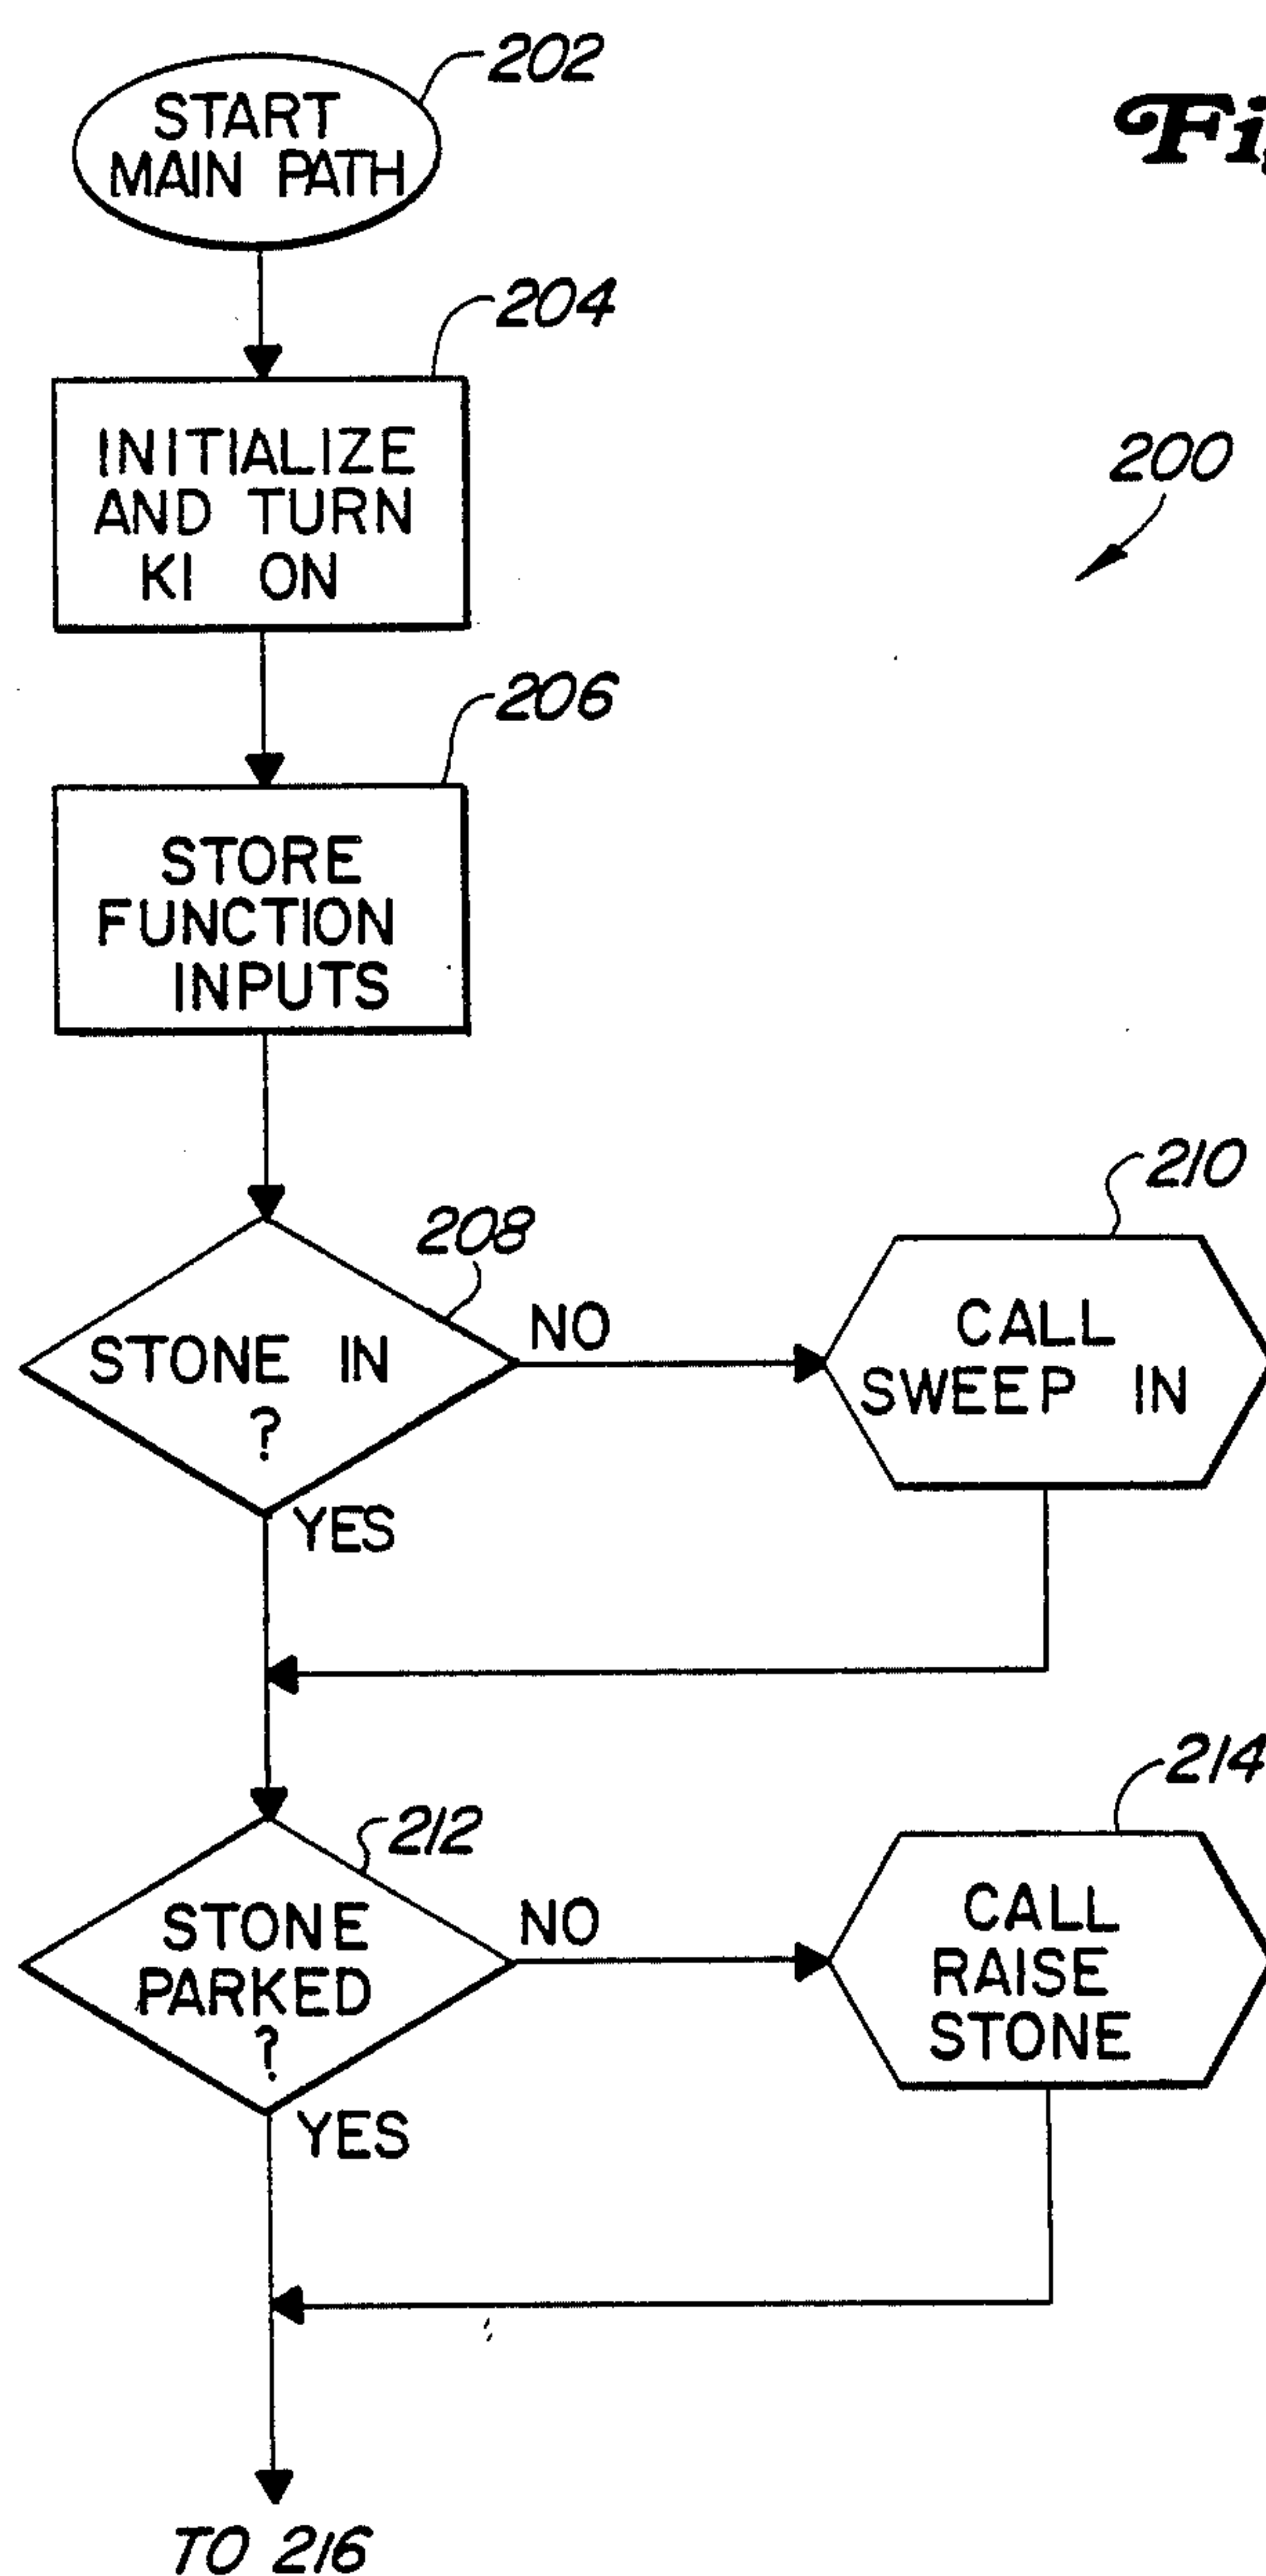 202
START
MAIN PATH
204
INITIALIZE
AND TURN
KI ON
200
206
STORE
FUNCTION
INPUTS
208
STONE IN
?
NO
YES
210
CALL
SWEEP IN
212
STONE
PARKED
?
NO
YES
214
CALL
RAISE
STONE
TO 216